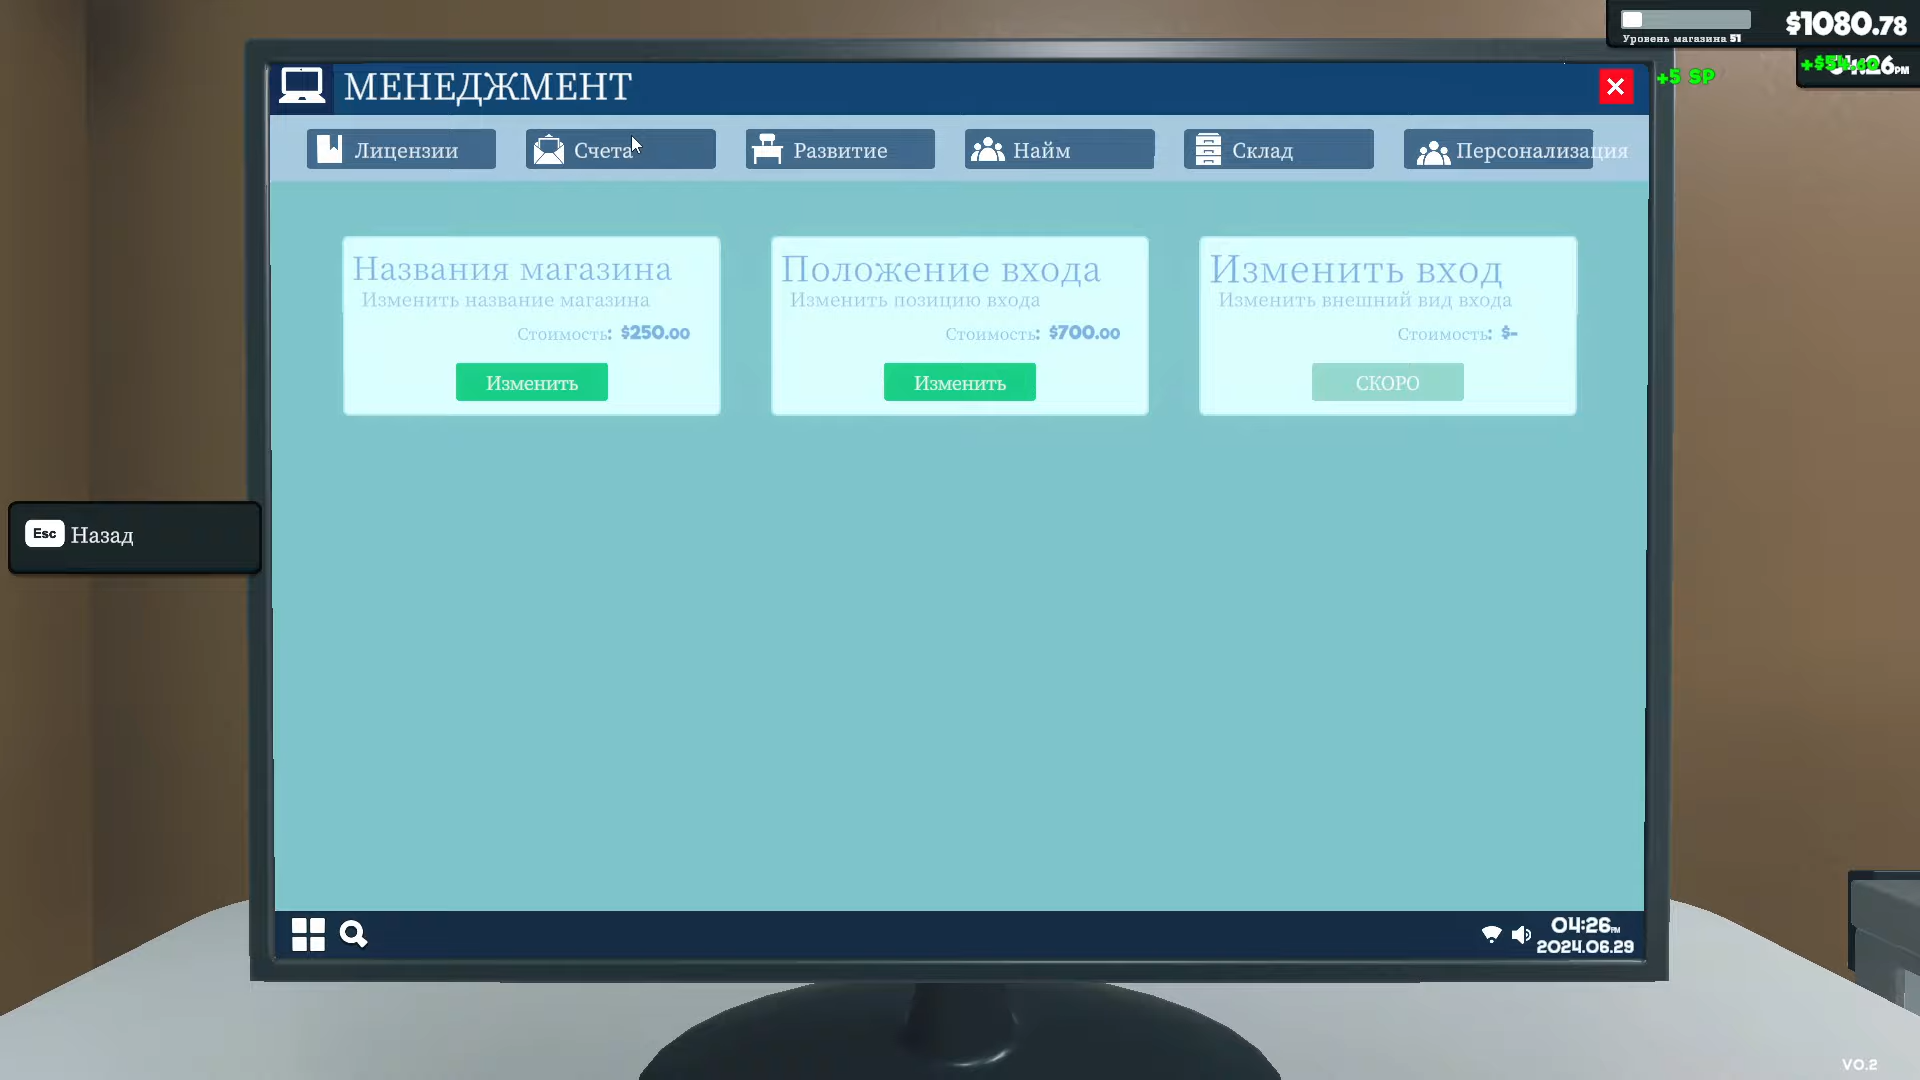 $1080.78
Уровень магазина 51
+5 SP
МЕНЕДЖМЕНТ
Лицензии
Счета
Развитие
Найм
Склад
Персонализация
Названия магазина
Изменить название магазина
Стоимость: $250.00
Изменить
Положение входа
Изменить позицию входа
Стоимость: $700.00
Изменить
Изменить вход
Изменить внешний вид входа
Стоимость: $-
СКОРО
Esc Назад
04:26PM
2024.06.29
V0.2